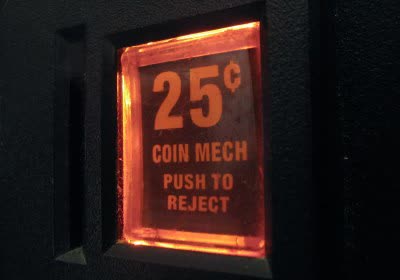 25¢
COIN MECH
PUSH TO
REJECT